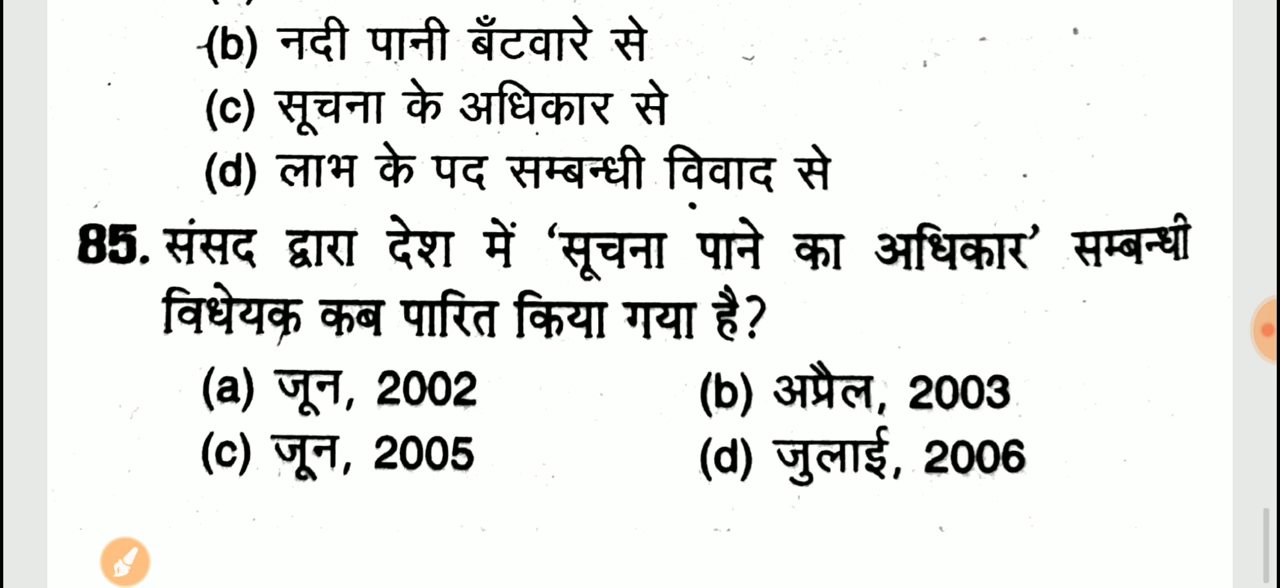 (b) नदी पानी बँटवारे से
(c) सूचना के अधिकार से
(d) लाभ के पद सम्बन्धी विवाद से
85. संसद द्वारा देश में ‘सूचना पाने का अधिकार’ सम्बन्धी
विधेयक कब पारित किया गया है?
(a) जून, 2002 (b) अप्रैल, 2003
(c) जून, 2005 (d) जुलाई, 2006